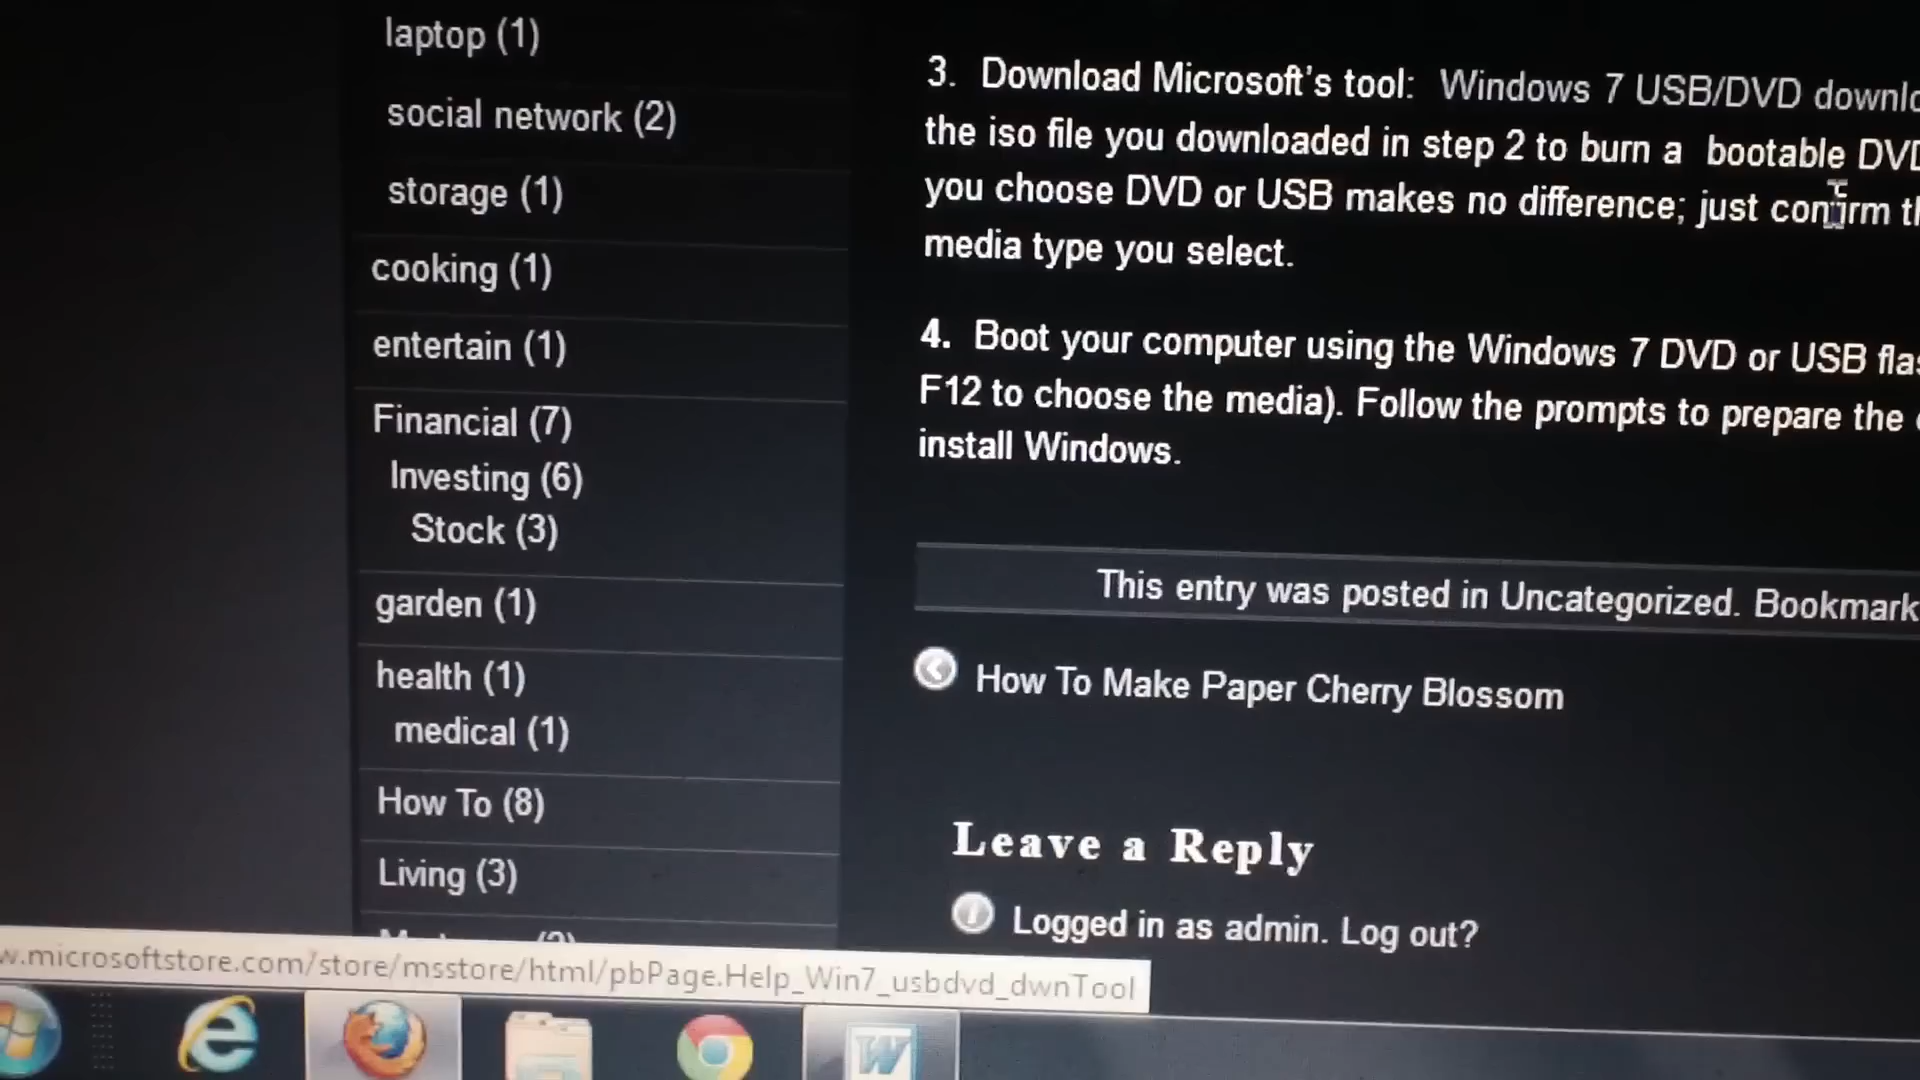 laptop (1)
social network (2)
storage (1)
cooking (1)
entertain (1)
Financial (7)
Investing (6)
Stock (3)
garden (1)
health (1)
medical (1)
How To (8)
Living (3)
3. Download Microsoft's tool: Windows 7 USB/DVD downlo
the iso file you downloaded in step 2 to burn a bootable DVD
you choose DVD or USB makes no difference; just confirm th
media type you select.
4. Boot your computer using the Windows 7 DVD or USB flas
F12 to choose the media). Follow the prompts to prepare the
install Windows.
This entry was posted in Uncategorized. Bookmark
How To Make Paper Cherry Blossom
Leave a Reply
Logged in as admin. Log out?
w.microsoftstore.com/store/msstore/html/pbPage.Help_Win7_usbdvd_dwnTool